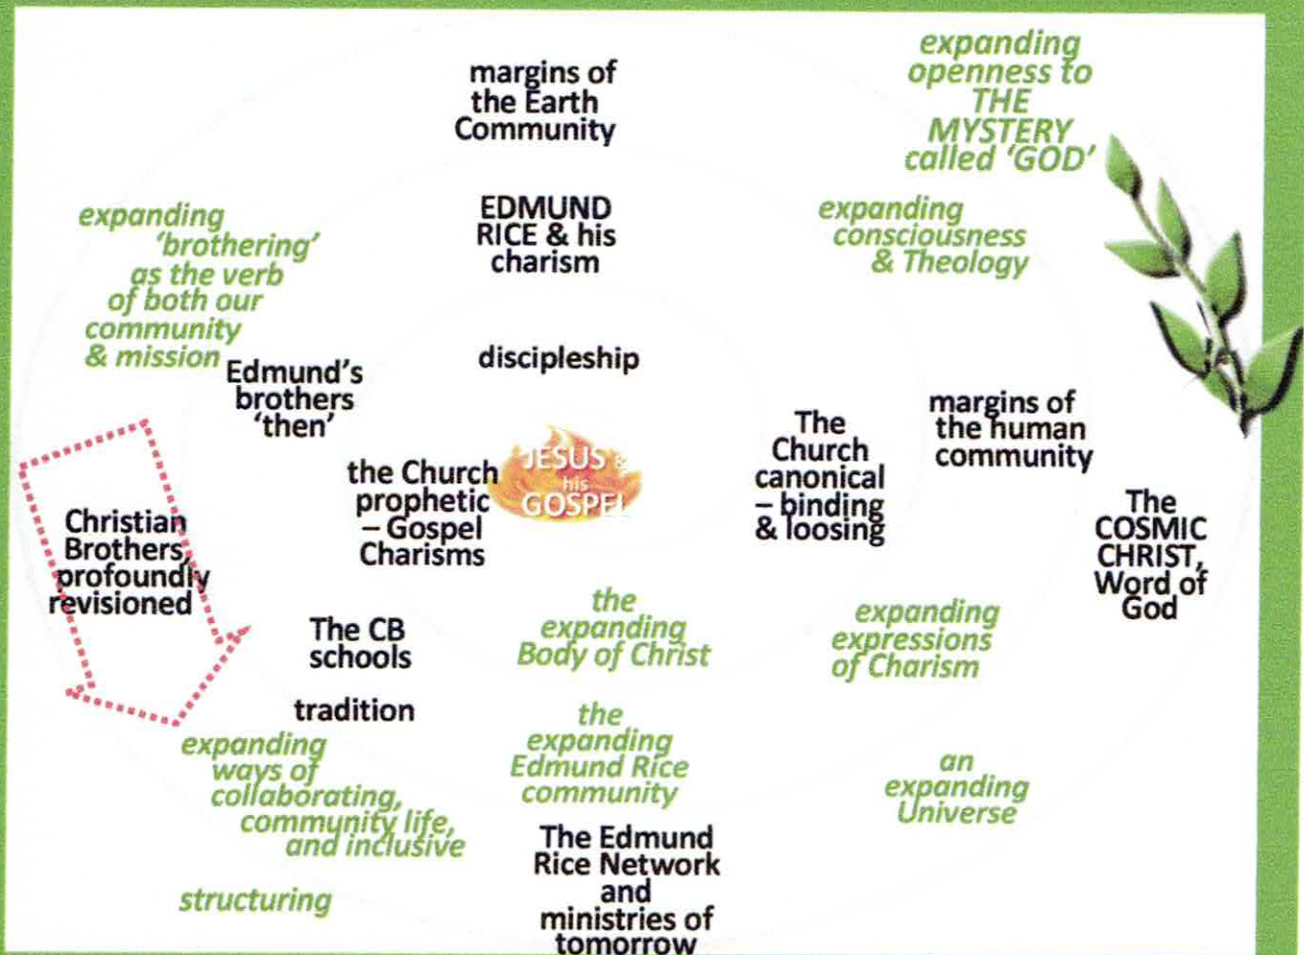 margins of
the Earth
Community
expanding
openness to
THE
MYSTERY
called ‘GOD’
EDMUND
RICE & his
charism
expanding
consciousness
& Theology
expanding
‘brothering’
as the verb
of both our
community
& mission
discipleship
Edmund’s
brothers
‘then’
JESUS &
his
GOSPEL
the Church
prophetic
– Gospel
Charisms
The
Church
canonical
– binding
& loosing
margins of
the human
community
The
COSMIC
CHRIST,
Word of
God
Christian
Brothers,
profoundly
revisioned
The CB
schools
tradition
the
expanding
Body of Christ
expanding
expressions
of Charism
the
expanding
Edmund Rice
community
an
expanding
Universe
expanding
ways of
collaborating,
community life,
and inclusive
structuring
The Edmund
Rice Network
and
ministries of
tomorrow